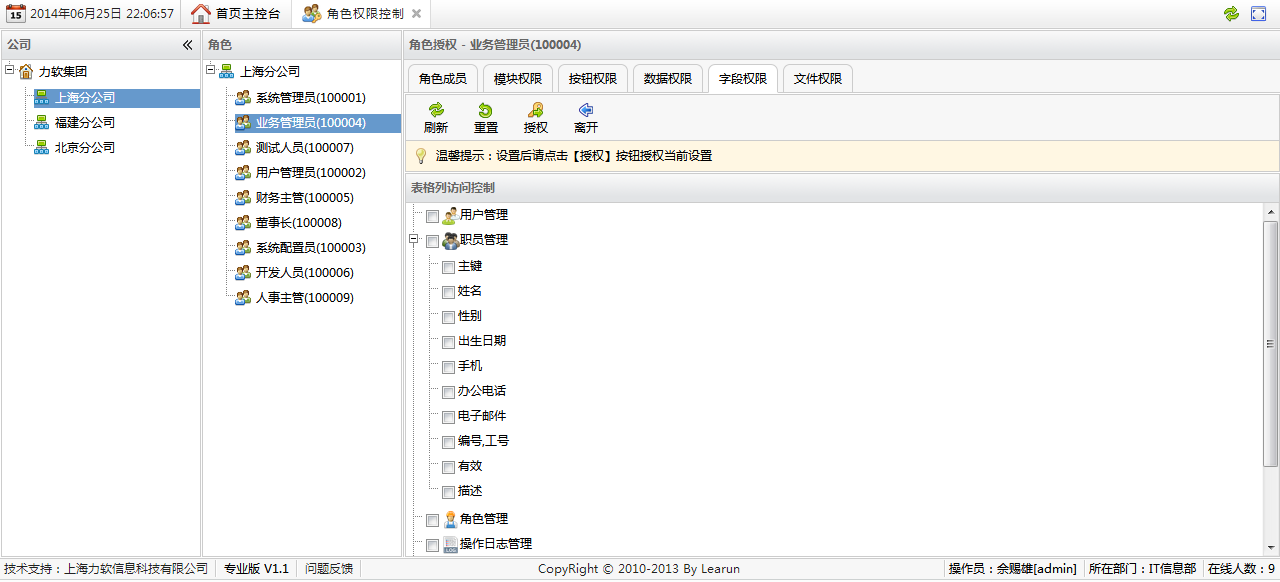 15 2014年06月25日 22:06:57 首页主控台 角色权限控制
公司
力软集团
上海分公司
福建分公司
北京分公司
角色
上海分公司
系统管理员(100001)
业务管理员(100004)
测试人员(100007)
用户管理员(100002)
财务主管(100005)
董事长(100008)
系统配置员(100003)
开发人员(100006)
人事主管(100009)
角色授权 - 业务管理员(100004)
角色成员 模块权限 按钮权限 数据权限 字段权限 文件权限
刷新 重置 授权 离开
温馨提示：设置后请点击【授权】按钮授权当前设置
表格列访问控制
用户管理
职员管理
主键
姓名
性别
出生日期
手机
办公电话
电子邮件
编号,工号
有效
描述
角色管理
操作日志管理
技术支持：上海力软信息科技有限公司 专业版 V1.1 问题反馈 CopyRight © 2010-2013 By Learun 操作员：佘赐雄[admin] 所在部门：IT信息部 在线人数：9